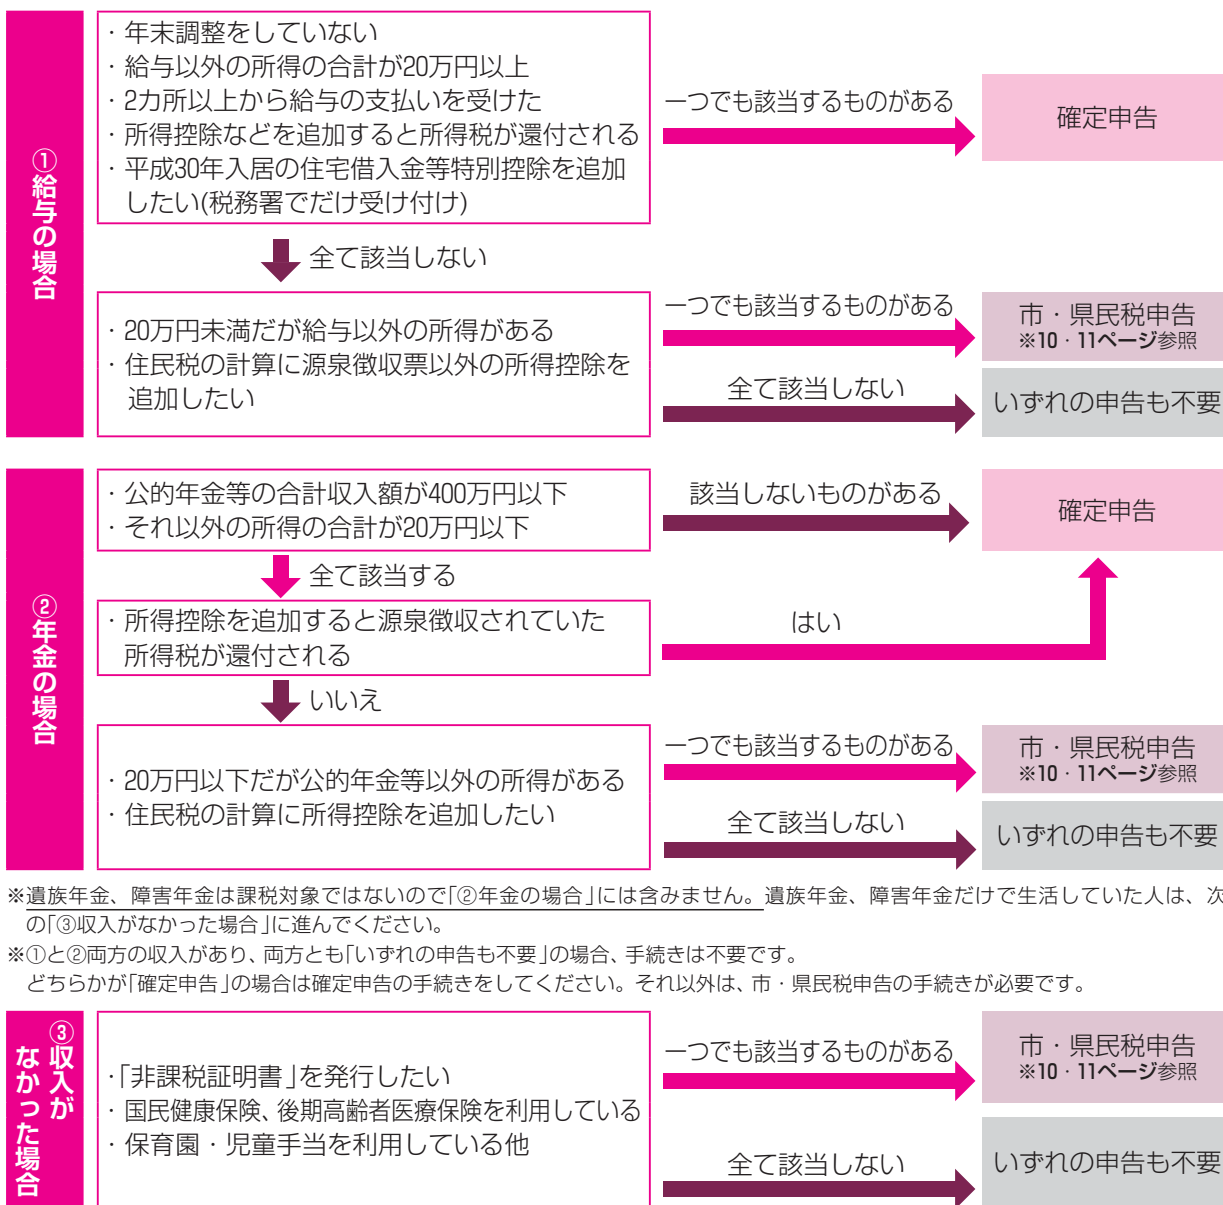 ①給与の場合
・年末調整をしていない
・給与以外の所得の合計が20万円以上
・2カ所以上から給与の支払いを受けた
・所得控除などを追加すると所得税が還付される
・平成30年入居の住宅借入金等特別控除を追加
したい(税務署でだけ受け付け)
一つでも該当するものがある
確定申告
全て該当しない
・20万円未満だが給与以外の所得がある
・住民税の計算に源泉徴収票以外の所得控除を
追加したい
一つでも該当するものがある
市・県民税申告
※10・11ページ参照
全て該当しない
いずれの申告も不要
②年金の場合
・公的年金等の合計収入額が400万円以下
・それ以外の所得の合計が20万円以下
該当しないものがある
確定申告
全て該当する
・所得控除を追加すると源泉徴収されていた
所得税が還付される
はい
いいえ
・20万円以下だが公的年金等以外の所得がある
・住民税の計算に所得控除を追加したい
一つでも該当するものがある
市・県民税申告
※10・11ページ参照
全て該当しない
いずれの申告も不要
※遺族年金、障害年金は課税対象ではないので「②年金の場合」には含みません。遺族年金、障害年金だけで生活していた人は、次
の「③収入がなかった場合」に進んでください。
※①と②両方の収入があり、両方とも「いずれの申告も不要」の場合、手続きは不要です。
どちらかが「確定申告」の場合は確定申告の手続きをしてください。それ以外は、市・県民税申告の手続きが必要です。
③収入が
なかった場合
・「非課税証明書」を発行したい
・国民健康保険、後期高齢者医療保険を利用している
・保育園・児童手当を利用している他
一つでも該当するものがある
市・県民税申告
※10・11ページ参照
全て該当しない
いずれの申告も不要